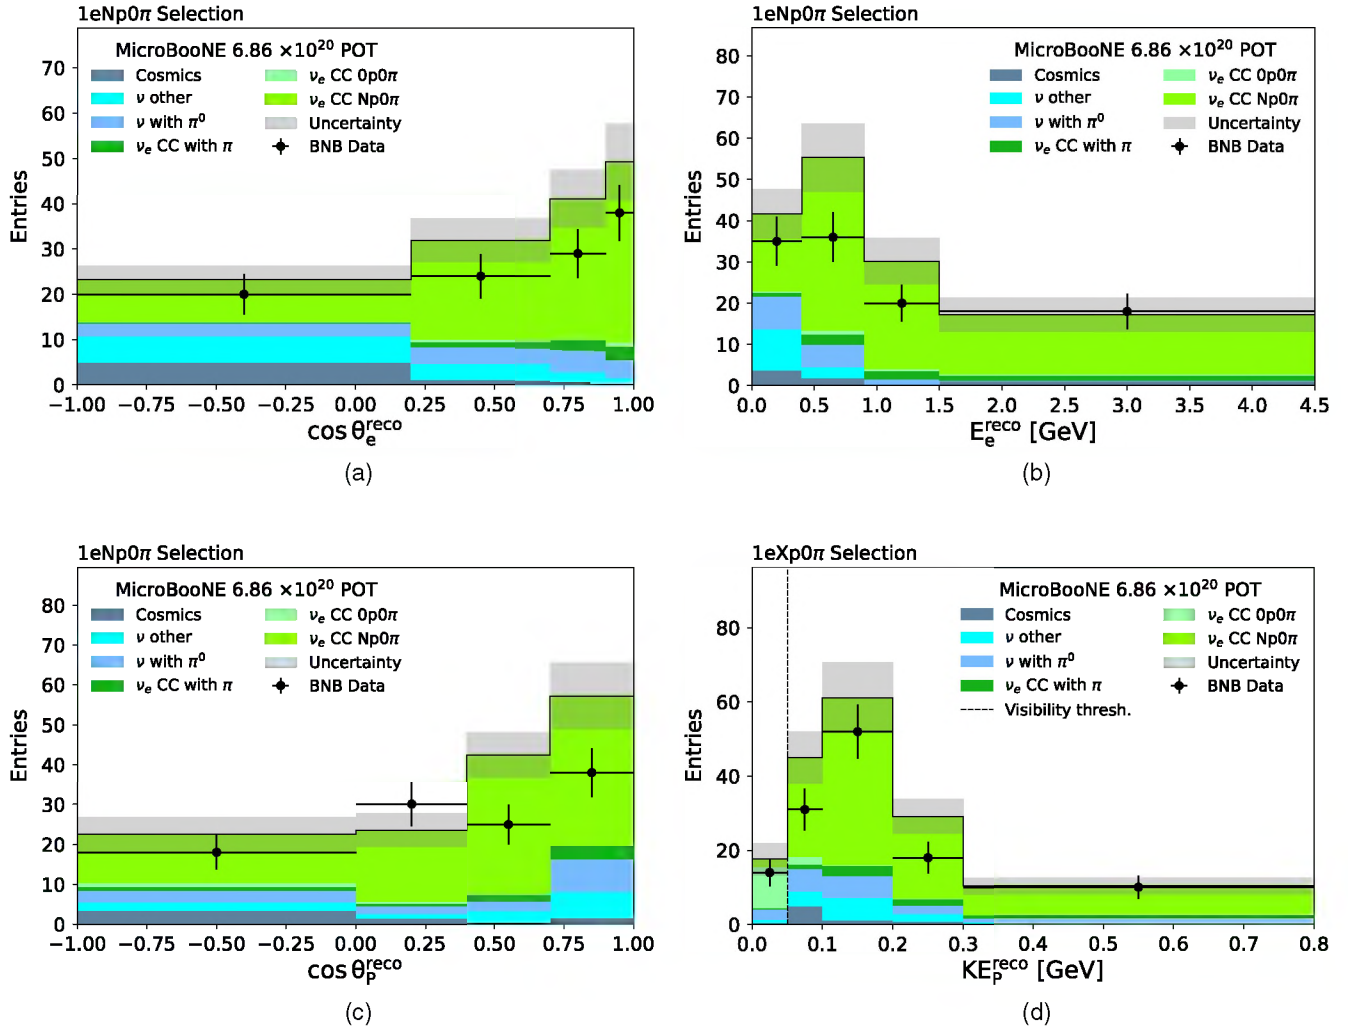 1eNp0π Selection
MicroBooNE 6.86 ×10²⁰ POT
Cosmics
ν other
ν with π⁰
νₑ CC with π
νₑ CC 0p0π
νₑ CC Np0π
Uncertainty
BNB Data
Entries
70
60
50
40
30
20
10
0
−1.00 −0.75 −0.50 −0.25 0.00 0.25 0.50 0.75 1.00
cos θₑʳᵉᶜᵒ
(a)
1eNp0π Selection
MicroBooNE 6.86 ×10²⁰ POT
Cosmics
ν other
ν with π⁰
νₑ CC with π
νₑ CC 0p0π
νₑ CC Np0π
Uncertainty
BNB Data
Entries
80
70
60
50
40
30
20
10
0
0.0 0.5 1.0 1.5 2.0 2.5 3.0 3.5 4.0 4.5
Eₑʳᵉᶜᵒ [GeV]
(b)
1eNp0π Selection
MicroBooNE 6.86 ×10²⁰ POT
Cosmics
ν other
ν with π⁰
νₑ CC with π
νₑ CC 0p0π
νₑ CC Np0π
Uncertainty
BNB Data
Entries
80
70
60
50
40
30
20
10
0
−1.00 −0.75 −0.50 −0.25 0.00 0.25 0.50 0.75 1.00
cos θ_Pʳᵉᶜᵒ
(c)
1eXp0π Selection
MicroBooNE 6.86 ×10²⁰ POT
Cosmics
ν other
ν with π⁰
νₑ CC with π
Visibility thresh.
νₑ CC 0p0π
νₑ CC Np0π
Uncertainty
BNB Data
Entries
80
60
40
20
0
0.0 0.1 0.2 0.3 0.4 0.5 0.6 0.7 0.8
KE_Pʳᵉᶜᵒ [GeV]
(d)